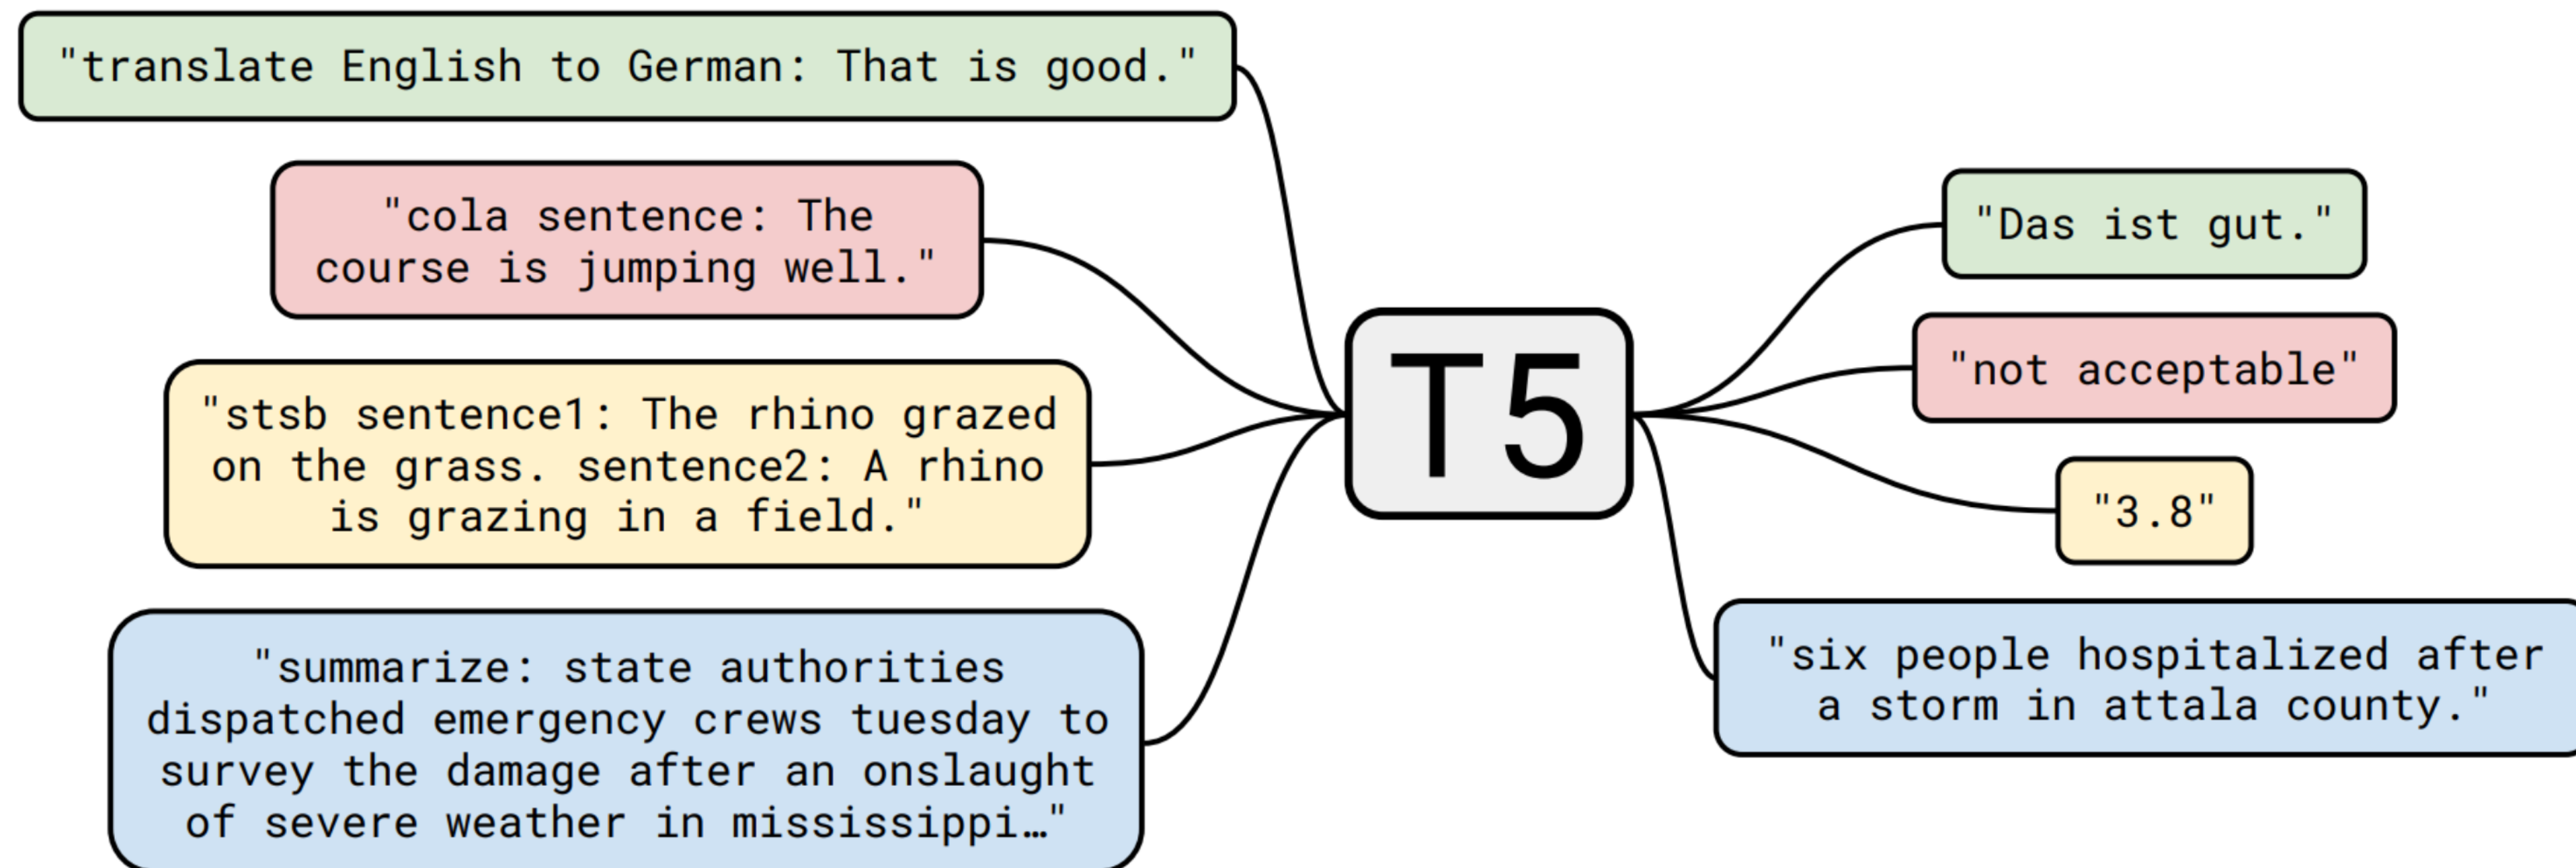 "translate English to German: That is good."
"cola sentence: The
course is jumping well."
"stsb sentence1: The rhino grazed
on the grass. sentence2: A rhino
is grazing in a field."
"summarize: state authorities
dispatched emergency crews tuesday to
survey the damage after an onslaught
of severe weather in mississippi…"
T5
"Das ist gut."
"not acceptable"
"3.8"
"six people hospitalized after
a storm in attala county."